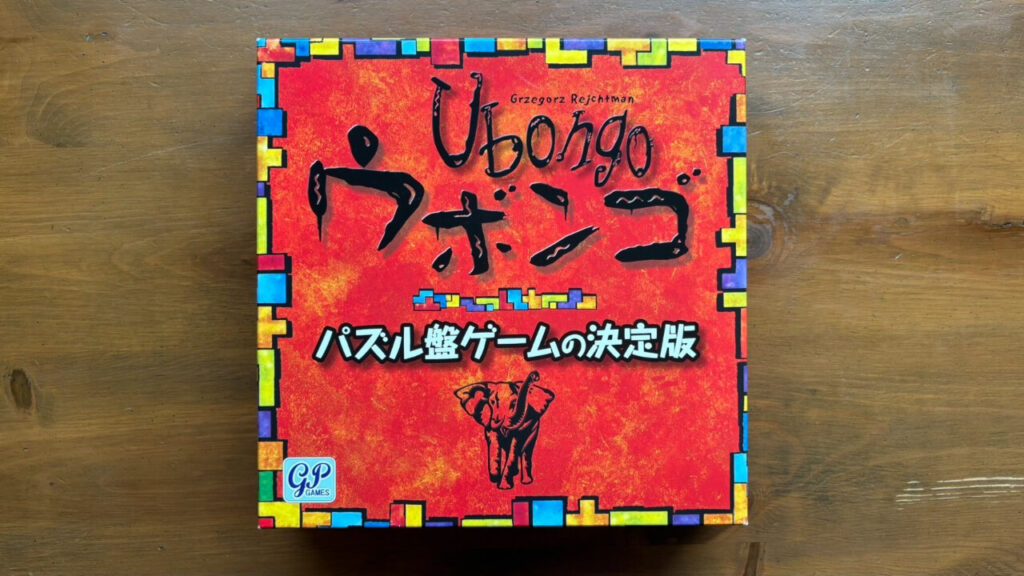 Grzegorz Rejchtman
Ubongo
ウボンゴ
パズル盤ゲームの決定版
GP
GAMES